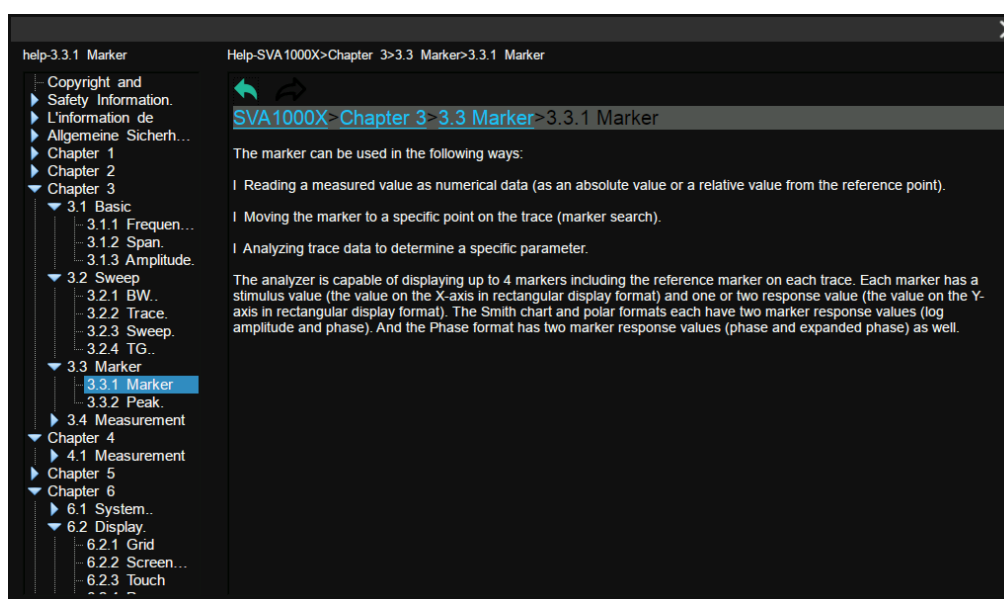 help-3.3.1 Marker
Help-SVA1000X>Chapter 3>3.3 Marker>3.3.1 Marker
Copyright and
Safety Information.
L'information de
Allgemeine Sicherh...
Chapter 1
Chapter 2
Chapter 3
3.1 Basic
3.1.1 Frequen...
3.1.2 Span.
3.1.3 Amplitude.
3.2 Sweep
3.2.1 BW..
3.2.2 Trace.
3.2.3 Sweep.
3.2.4 TG..
3.3 Marker
3.3.1 Marker
3.3.2 Peak.
3.4 Measurement
Chapter 4
4.1 Measurement
Chapter 5
Chapter 6
6.1 System..
6.2 Display.
6.2.1 Grid
6.2.2 Screen...
6.2.3 Touch
SVA1000X>Chapter 3>3.3 Marker>3.3.1 Marker
The marker can be used in the following ways:
l Reading a measured value as numerical data (as an absolute value or a relative value from the reference point).
l Moving the marker to a specific point on the trace (marker search).
l Analyzing trace data to determine a specific parameter.
The analyzer is capable of displaying up to 4 markers including the reference marker on each trace. Each marker has a
stimulus value (the value on the X-axis in rectangular display format) and one or two response value (the value on the Y-
axis in rectangular display format). The Smith chart and polar formats each have two marker response values (log
amplitude and phase). And the Phase format has two marker response values (phase and expanded phase) as well.